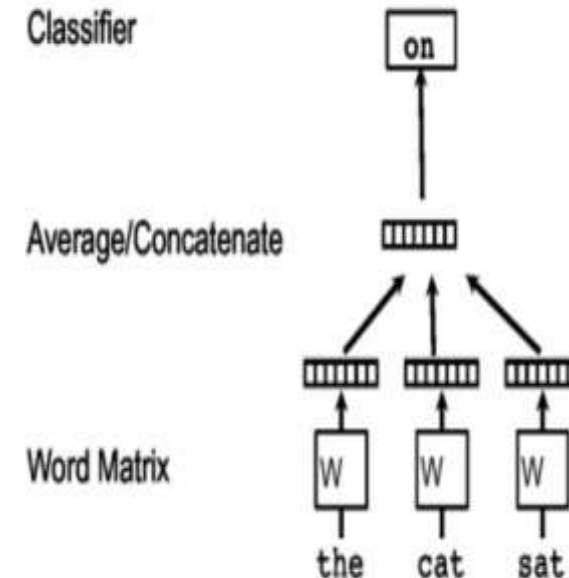 Classifier
on
Average/Concatenate
Word Matrix
W W W
the cat sat